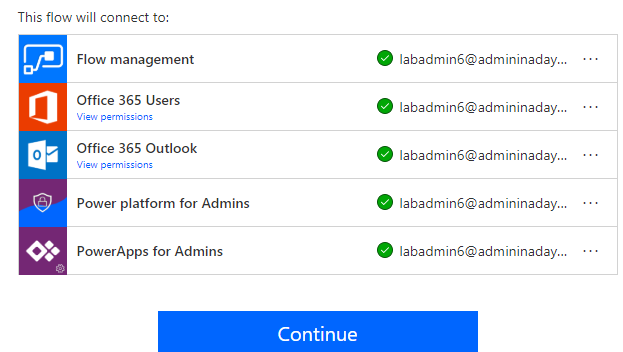 This flow will connect to:
Flow management labadmin6@admininaday... ...
Office 365 Users
View permissions labadmin6@admininaday... ...
Office 365 Outlook
View permissions labadmin6@admininaday... ...
Power platform for Admins labadmin6@admininaday... ...
PowerApps for Admins labadmin6@admininaday... ...
Continue